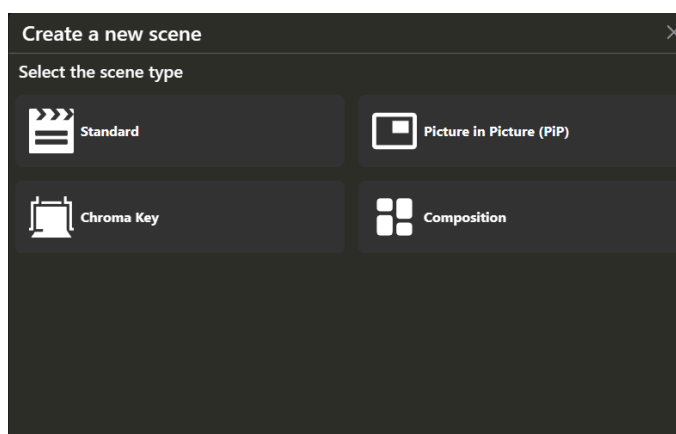 Create a new scene
Select the scene type
Standard
Picture in Picture (PiP)
Chroma Key
Composition